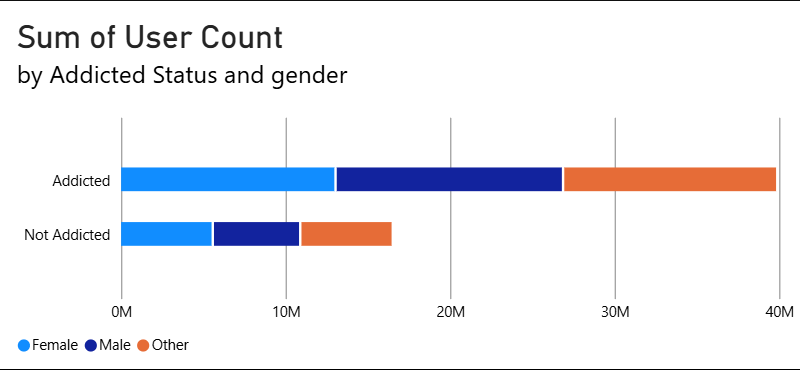 Sum of User Count
by Addicted Status and gender
Addicted
Not Addicted
0M 10M 20M 30M 40M
Female Male Other